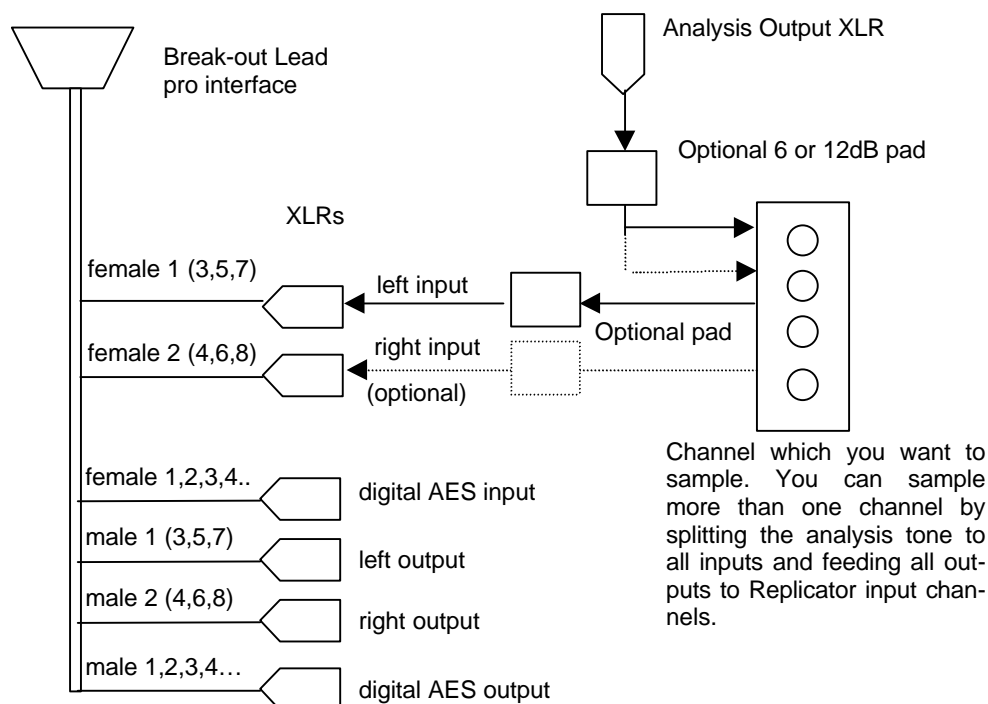 Break-out Lead
pro interface
Analysis Output XLR
Optional 6 or 12dB pad
XLRs
female 1 (3,5,7)
left input
Optional pad
female 2 (4,6,8)
right input
(optional)
female 1,2,3,4..
digital AES input
male 1 (3,5,7)
left output
male 2 (4,6,8)
right output
male 1,2,3,4…
digital AES output
Channel which you want to
sample. You can sample
more than one channel by
splitting the analysis tone to
all inputs and feeding all out-
puts to Replicator input chan-
nels.